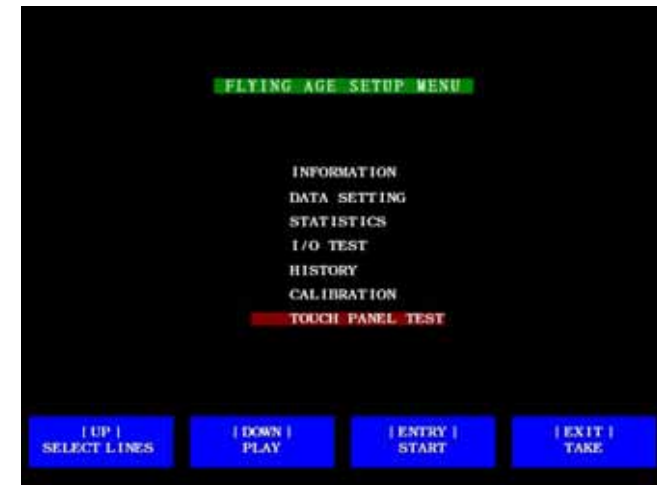 FLYING AGE SETUP MENU
INFORMATION
DATA SETTING
STATISTICS
I/O TEST
HISTORY
CALIBRATION
TOUCH PANEL TEST
[UP] [DOWN] [ENTRY] [EXIT]
SELECT LINES PLAY START TAKE